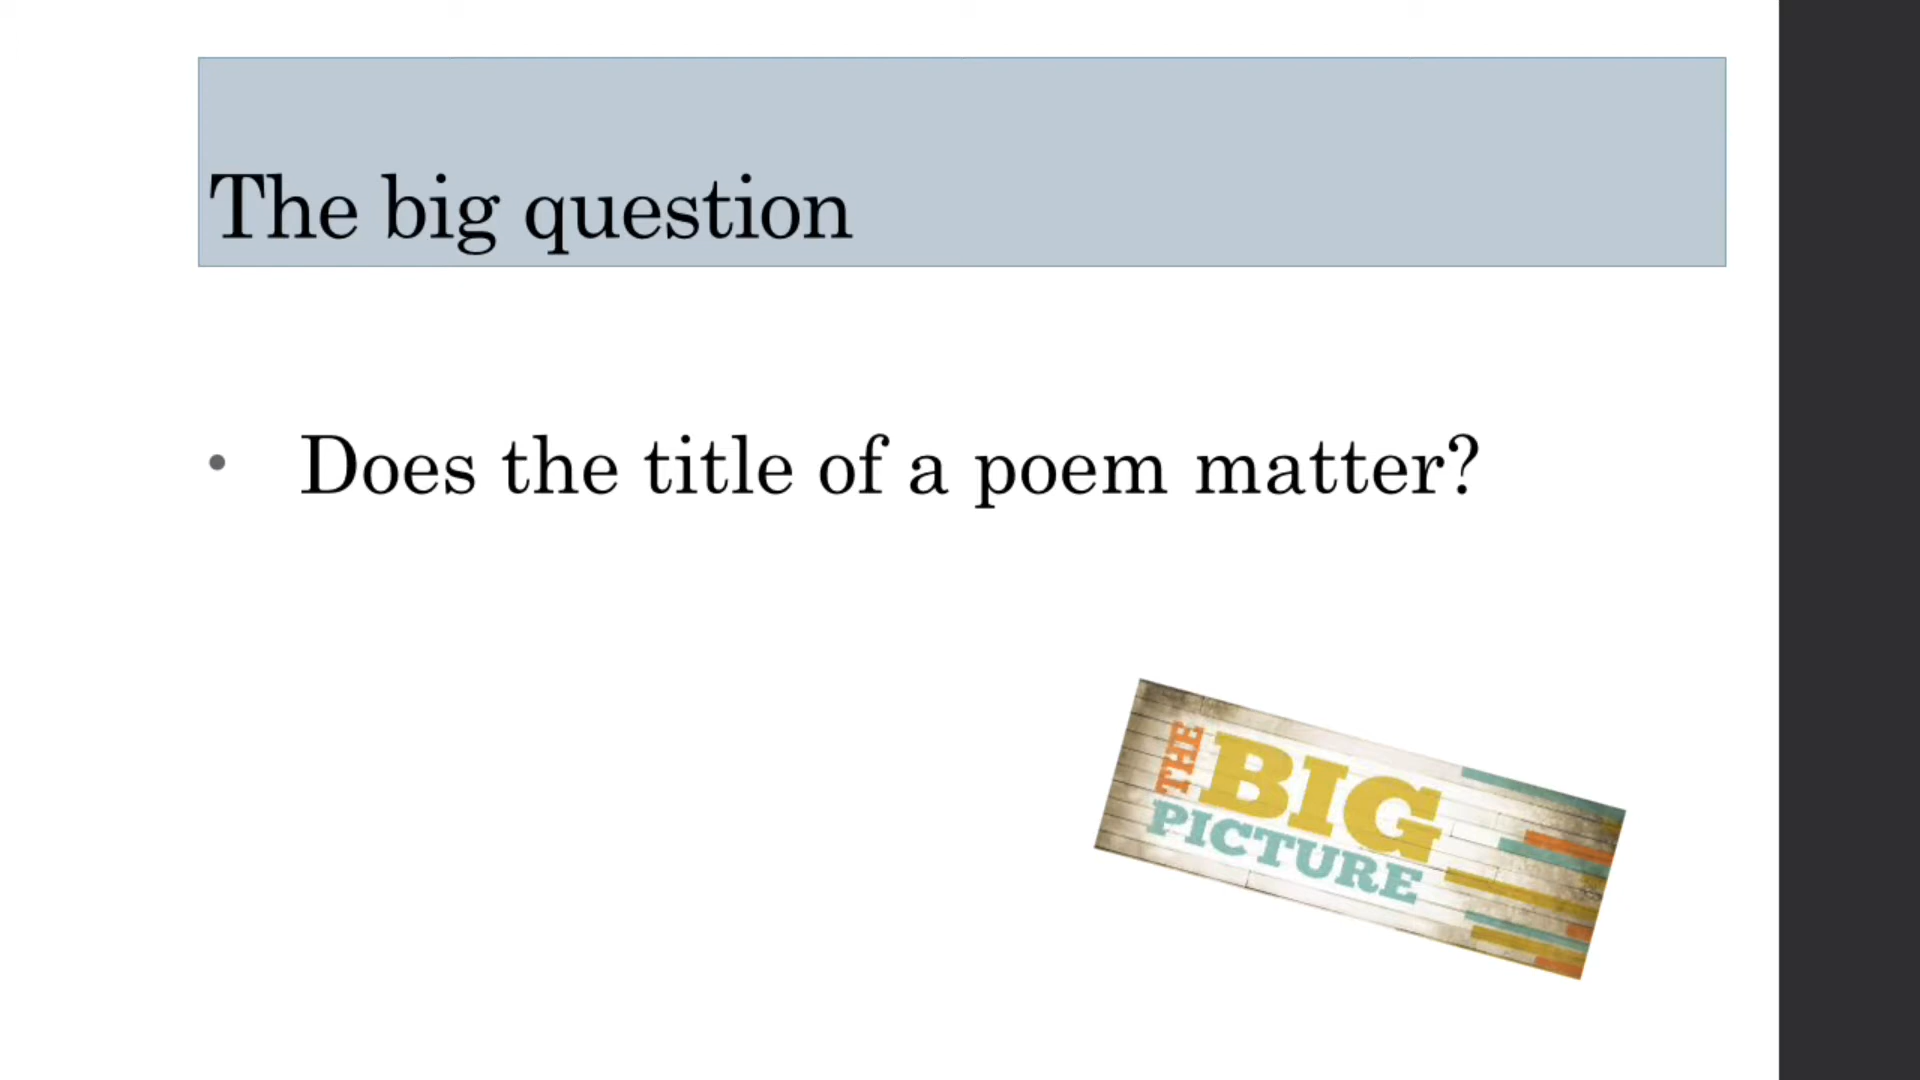 The big question
• Does the title of a poem matter?
THE
BIG
PICTURE